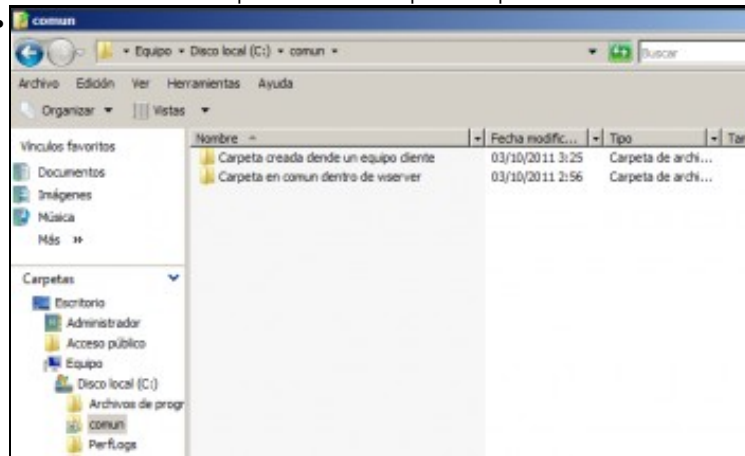 comun
Equipo Disco local (C:) comun
Buscar
Archivo Edición Ver Herramientas Ayuda
Organizar Vistas
Vínculos favoritos
Documentos
Imágenes
Música
Más »
Nombre Fecha modific... Tipo Tar
Carpeta creada dende un equipo cliente 03/10/2011 3:25 Carpeta de archi...
Carpeta en comun dentro de wserver 03/10/2011 2:56 Carpeta de archi...
Carpetas
Escritorio
Administrador
Acceso público
Equipo
Disco local (C:)
Archivos de progr
comun
PerfLogs